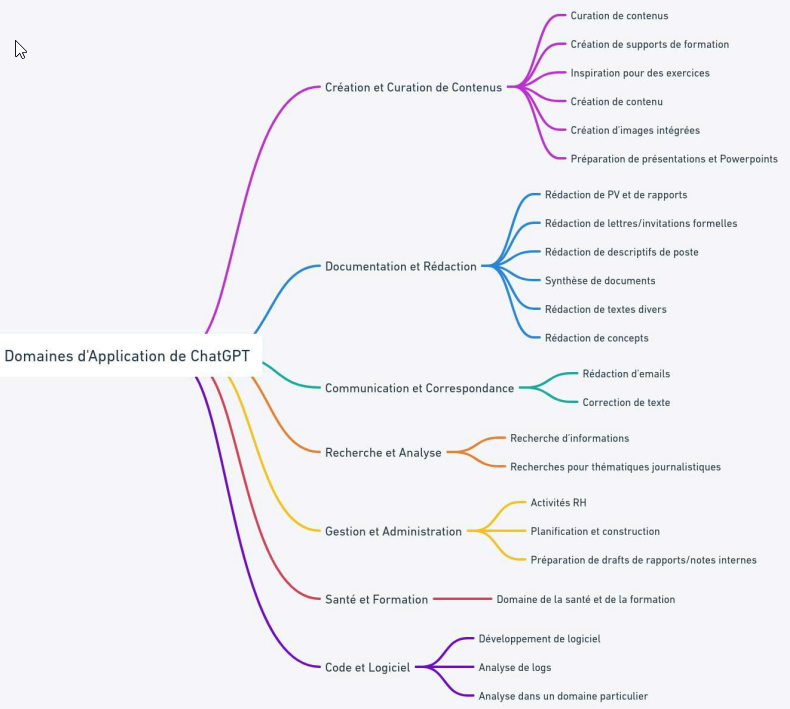 Domaines d'Application de ChatGPT
Création et Curation de Contenus
Curation de contenus
Création de supports de formation
Inspiration pour des exercices
Création de contenu
Création d'images intégrées
Préparation de présentations et Powerpoints
Documentation et Rédaction
Rédaction de PV et de rapports
Rédaction de lettres/invitations formelles
Rédaction de descriptifs de poste
Synthèse de documents
Rédaction de textes divers
Rédaction de concepts
Communication et Correspondance
Rédaction d'emails
Correction de texte
Recherche et Analyse
Recherche d'informations
Recherches pour thématiques journalistiques
Gestion et Administration
Activités RH
Planification et construction
Préparation de drafts de rapports/notes internes
Santé et Formation
Domaine de la santé et de la formation
Code et Logiciel
Développement de logiciel
Analyse de logs
Analyse dans un domaine particulier